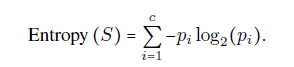 Entropy (S) = ∑_{i=1}^{c} −p_i log_2(p_i).